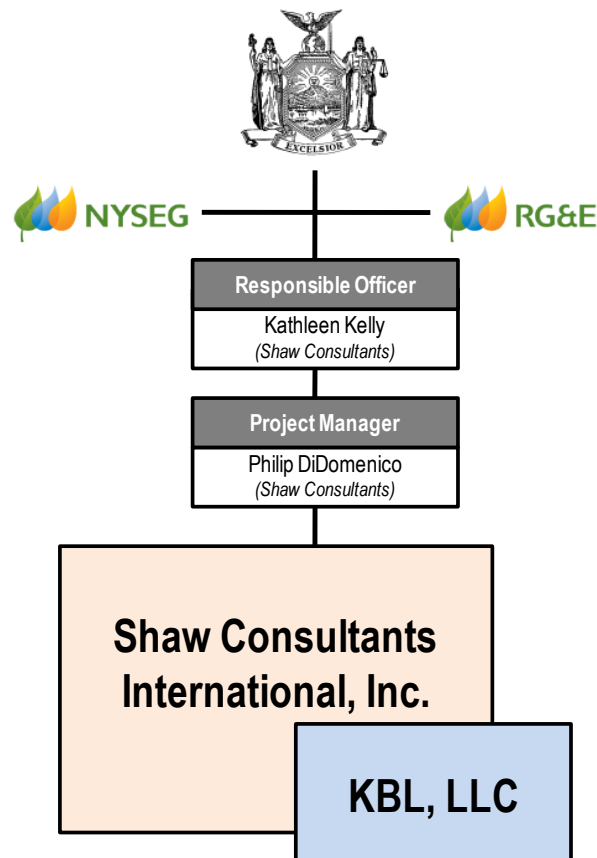 EXCELSIOR
NYSEG
RG&E
Responsible Officer
Kathleen Kelly
(Shaw Consultants)
Project Manager
Philip DiDomenico
(Shaw Consultants)
Shaw Consultants
International, Inc.
KBL, LLC